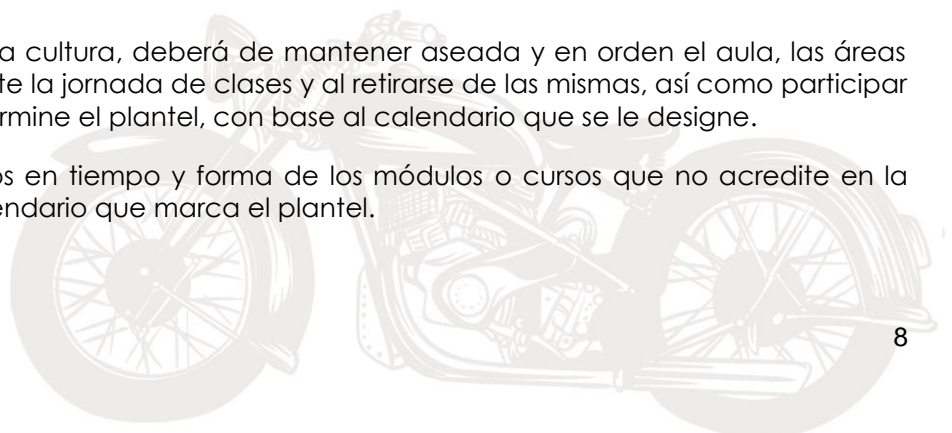 a cultura, deberá de mantener aseada y en orden el aula, las áreas
te la jornada de clases y al retirarse de las mismas, así como participar
rmine el plantel, con base al calendario que se le designe.
os en tiempo y forma de los módulos o cursos que no acredite en la
endario que marca el plantel.
8